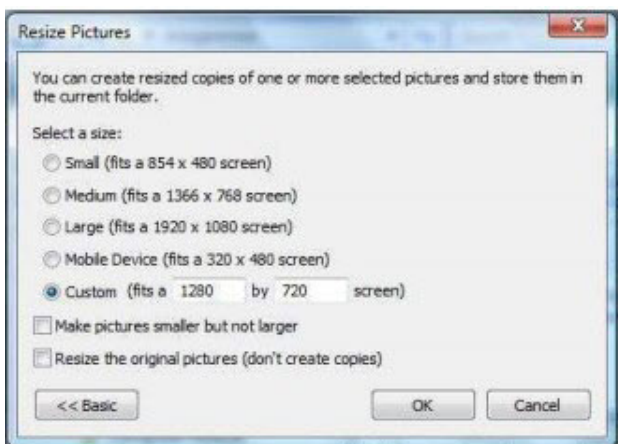 Resize Pictures
You can create resized copies of one or more selected pictures and store them in
the current folder.
Select a size:
Small (fits a 854 x 480 screen)
Medium (fits a 1366 x 768 screen)
Large (fits a 1920 x 1080 screen)
Mobile Device (fits a 320 x 480 screen)
Custom (fits a 1280 by 720 screen)
Make pictures smaller but not larger
Resize the original pictures (don't create copies)
<< Basic OK Cancel